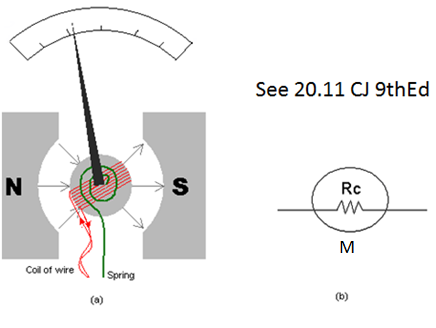 See 20.11 CJ 9thEd
N
S
Rc
M
Coil of wire
Spring
(a)
(b)